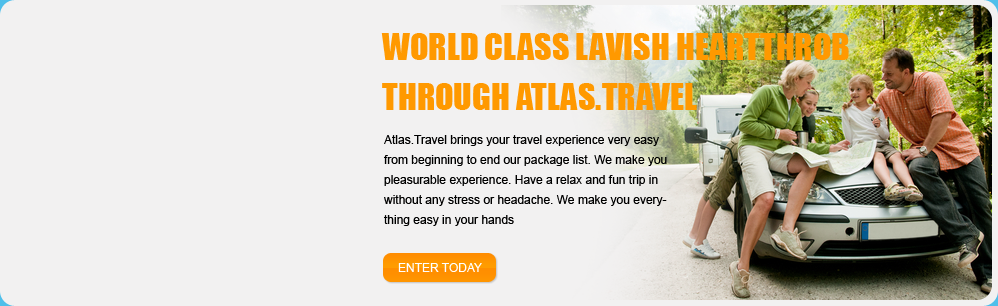 WORLD CLASS LAVISH HEARTTHROB
THROUGH ATLAS.TRAVEL
Atlas.Travel brings your travel experience very easy
from beginning to end our package list. We make you
pleasurable experience. Have a relax and fun trip in
without any stress or headache. We make you every-
thing easy in your hands
ENTER TODAY